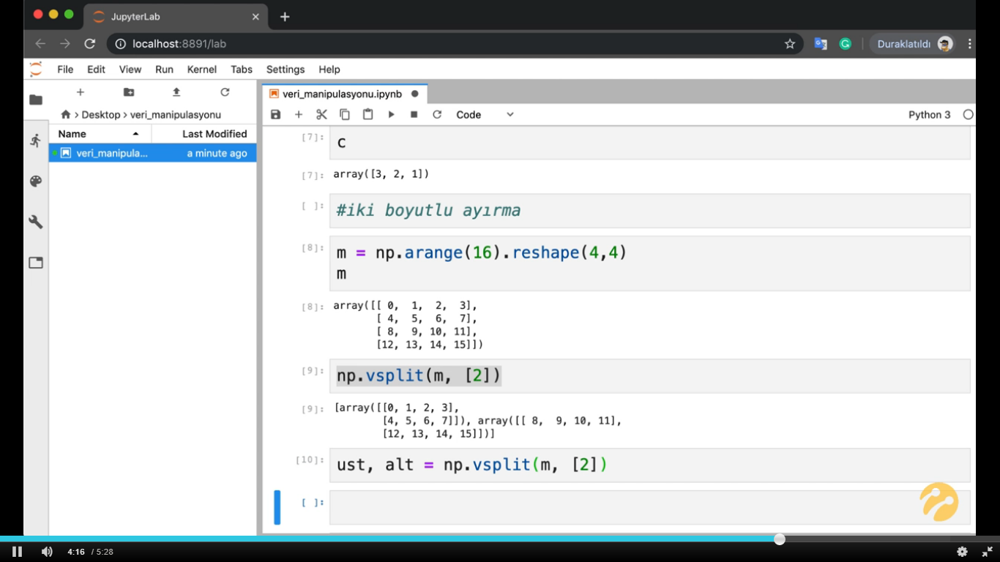 JupyterLab
localhost:8891/lab
Duraklatıldı
File Edit View Run Kernel Tabs Settings Help
veri_manipulasyonu.ipynb
Desktop > veri_manipulasyonu
Code
Python 3
Name Last Modified
veri_manipula... a minute ago
[7]: c
[7]: array([3, 2, 1])
[ ]: #iki boyutlu ayırma
[8]: m = np.arange(16).reshape(4,4)
m
[8]: array([[ 0,  1,  2,  3],
[ 4,  5,  6,  7],
[ 8,  9, 10, 11],
[12, 13, 14, 15]])
[9]: np.vsplit(m, [2])
[9]: [array([[0, 1, 2, 3],
[4, 5, 6, 7]]), array([[ 8,  9, 10, 11],
[12, 13, 14, 15]])]
[10]: ust, alt = np.vsplit(m, [2])
[ ]:
4:16 / 5:28